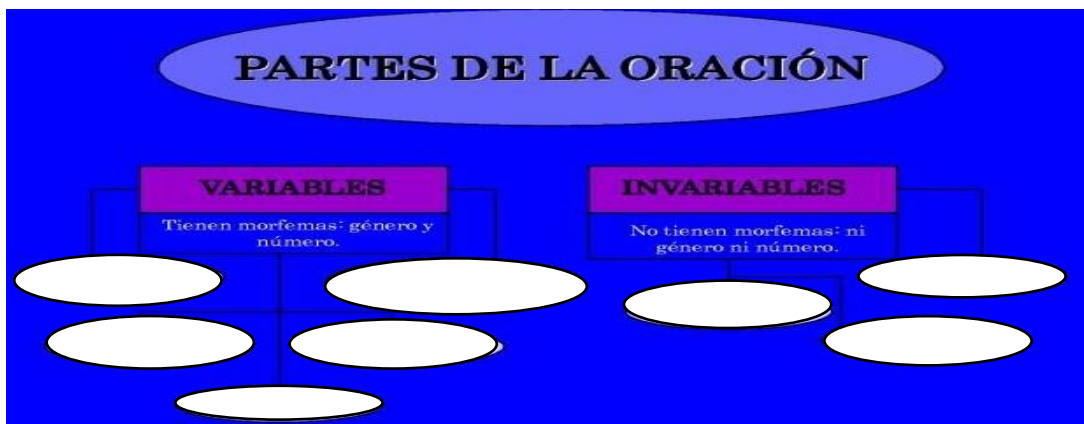 PARTES DE LA ORACIÓN
VARIABLES
Tienen morfemas: género y
número.
INVARIABLES
No tienen morfemas: ni
género ni número.